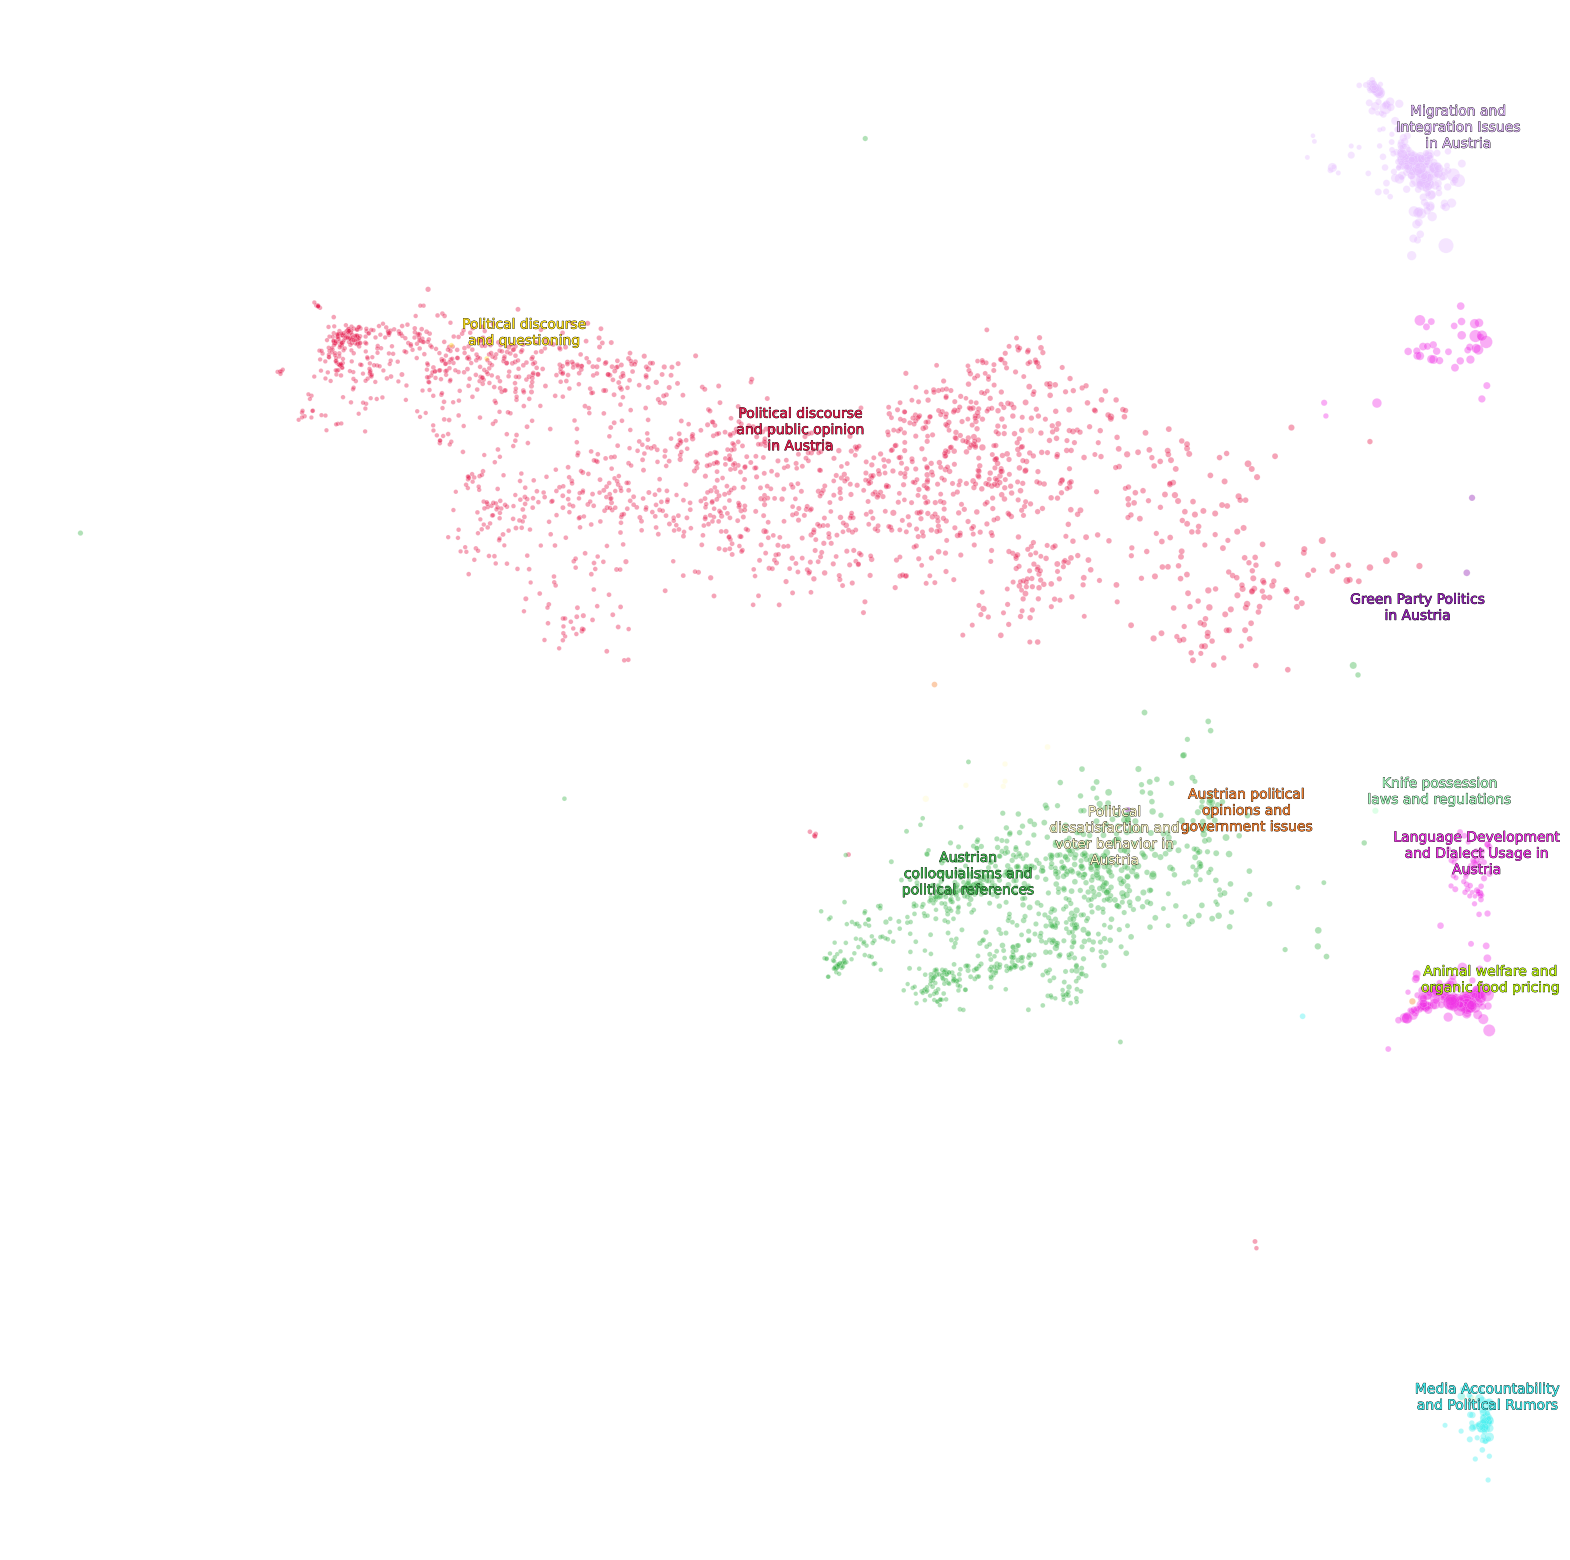 Migration and
Integration Issues
in Austria
Political discourse
and questioning
Political discourse
and public opinion
in Austria
Green Party Politics
in Austria
Knife possession
laws and regulations
Austrian political
opinions and
government issues
Political
dissatisfaction and
voter behavior in
Austria
Language Development
and Dialect Usage in
Austria
Austrian
colloquialisms and
political references
Animal welfare and
organic food pricing
Media Accountability
and Political Rumors